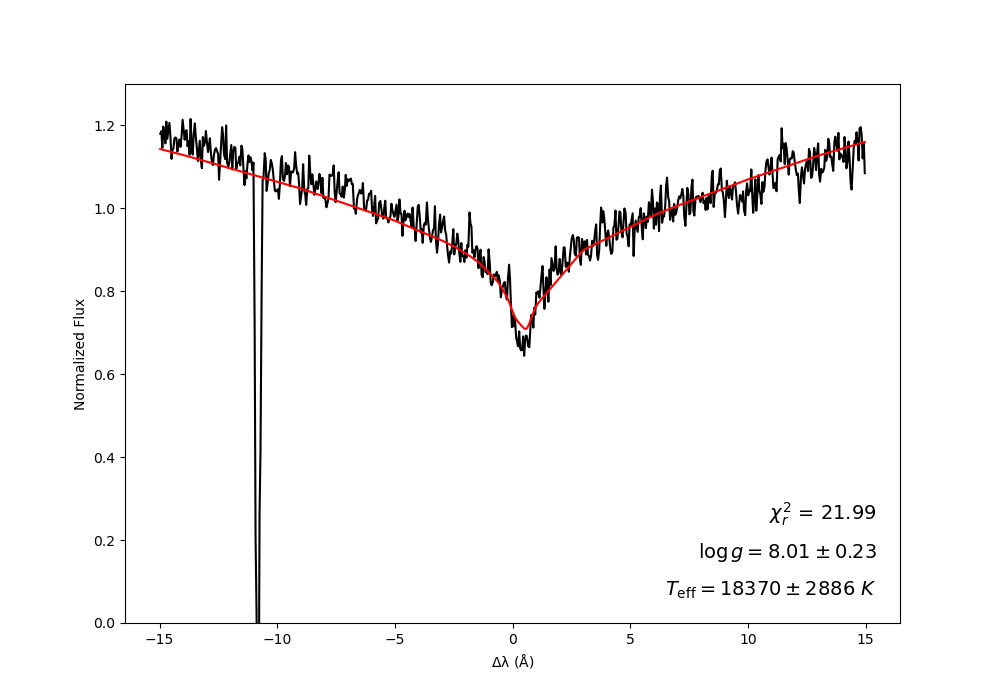 Normalized Flux
1.2
1.0
0.8
0.6
0.4
0.2
0.0
χ²ᵣ = 21.99
log g = 8.01 ± 0.23
T_eff = 18370 ± 2886 K
−15
−10
−5
0
5
10
15
Δλ (Å)